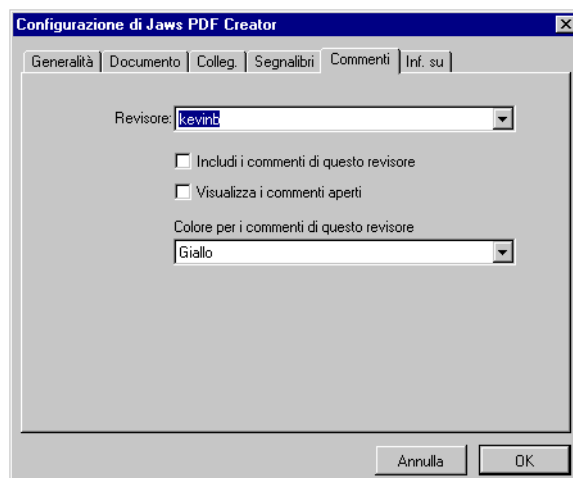 Configurazione di Jaws PDF Creator
Generalità Documento Colleg. Segnalibri Commenti Inf. su
Revisore: kevinb
Includi i commenti di questo revisore
Visualizza i commenti aperti
Colore per i commenti di questo revisore
Giallo
Annulla OK